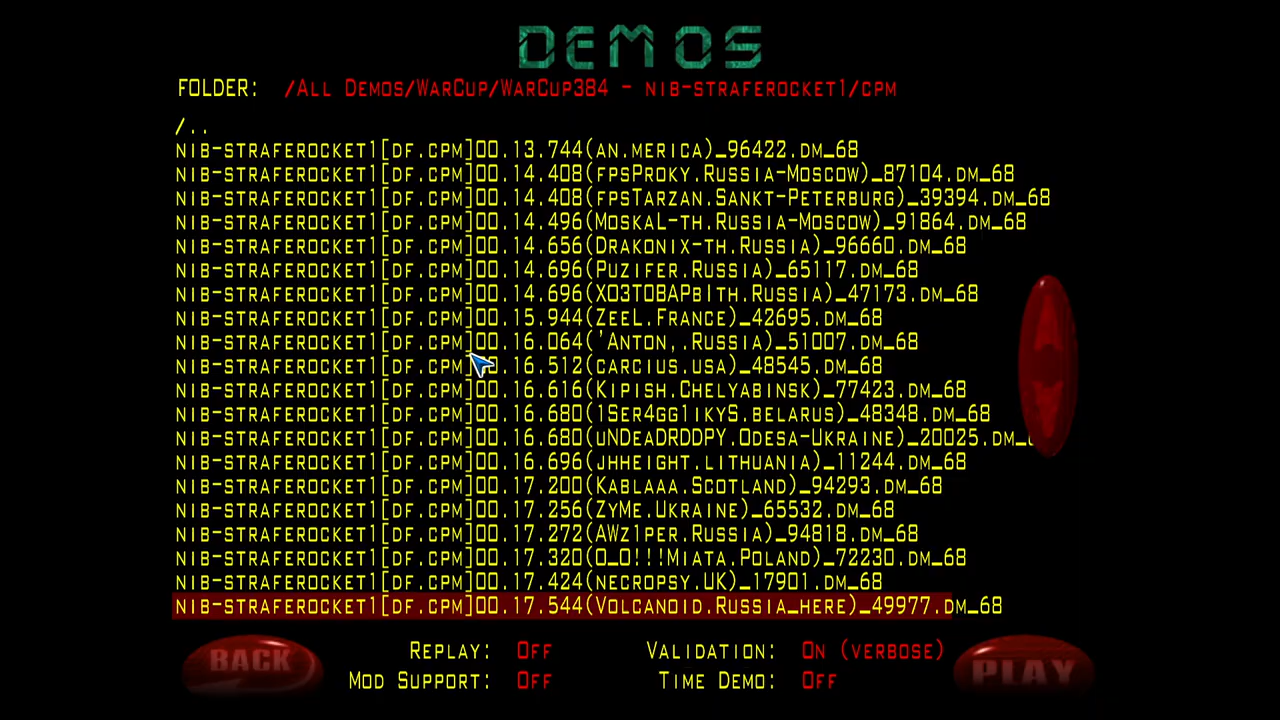 DEMOS
FOLDER: /ALL DEMOS/WARCUP/WARCUP384 - NIB-STRAFEROCKET1/CPM
/..
NIB-STRAFEROCKET1[DF.CPM]00.13.744(AN.MERICA)_96422.DM_68
NIB-STRAFEROCKET1[DF.CPM]00.14.408(FPSPROKY.RUSSIA-MOSCOW)_87104.DM_68
NIB-STRAFEROCKET1[DF.CPM]00.14.408(FPSTARZAN.SANKT-PETERBURG)_39394.DM_68
NIB-STRAFEROCKET1[DF.CPM]00.14.496(MOSKAL-TH.RUSSIA-MOSCOW)_91864.DM_68
NIB-STRAFEROCKET1[DF.CPM]00.14.656(DRAKONIX-TH.RUSSIA)_96660.DM_68
NIB-STRAFEROCKET1[DF.CPM]00.14.696(PUZIFER.RUSSIA)_65117.DM_68
NIB-STRAFEROCKET1[DF.CPM]00.14.696(XO3TOBAPbITH.RUSSIA)_47173.DM_68
NIB-STRAFEROCKET1[DF.CPM]00.15.944(ZEEL.FRANCE)_42695.DM_68
NIB-STRAFEROCKET1[DF.CPM]00.16.064('ANTON,.RUSSIA)_51007.DM_68
NIB-STRAFEROCKET1[DF.CPM]00.16.512(CARCIUS.USA)_48545.DM_68
NIB-STRAFEROCKET1[DF.CPM]00.16.616(KIPISH.CHELYABINSK)_77423.DM_68
NIB-STRAFEROCKET1[DF.CPM]00.16.680(1SER4GG1IKYS.BELARUS)_48348.DM_68
NIB-STRAFEROCKET1[DF.CPM]00.16.680(UNDEADRDDPY.ODESA-UKRAINE)_20025.DM_
NIB-STRAFEROCKET1[DF.CPM]00.16.696(JHHEIGHT.LITHUANIA)_11244.DM_68
NIB-STRAFEROCKET1[DF.CPM]00.17.200(KABLAAA.SCOTLAND)_94293.DM_68
NIB-STRAFEROCKET1[DF.CPM]00.17.256(ZYME.UKRAINE)_65532.DM_68
NIB-STRAFEROCKET1[DF.CPM]00.17.272(AWZ1PER.RUSSIA)_94818.DM_68
NIB-STRAFEROCKET1[DF.CPM]00.17.320(O_O!!!MIATA.POLAND)_72230.DM_68
NIB-STRAFEROCKET1[DF.CPM]00.17.424(NECROPSY.UK)_17901.DM_68
NIB-STRAFEROCKET1[DF.CPM]00.17.544(VOLCANOID.RUSSIA_HERE)_49977.DM_68
BACK REPLAY: OFF VALIDATION: ON (VERBOSE) PLAY
MOD SUPPORT: OFF TIME DEMO: OFF